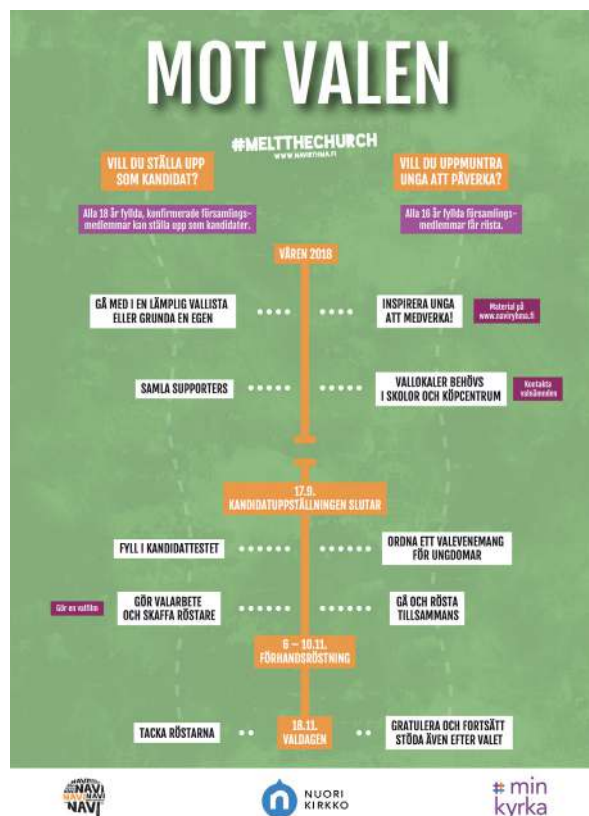 MOT VALEN
#MELTTHECHURCH
VILL DU STÄLLA UPP
SOM KANDIDAT?
VILL DU UPPMUNTRA
UNGA ATT PÅVERKA?
Alla 18 år fyllda, konfirmerade församlings-
medlemmar kan ställa upp som kandidater.
Alla 16 år fyllda församlings-
medlemmar får rösta.
VÅREN 2018
GÅ MED I EN LÄMPLIG VALLISTA
ELLER GRUNDA EN EGEN
INSPIRERA UNGA
ATT MEDVERKA!
Material på
www.naviryhma.fi
SAMLA SUPPORTERS
VALLOKALER BEHÖVS
I SKOLOR OCH KÖPCENTRUM
Kontakta
valnämnden
17.9.
KANDIDATUPPSTÄLLNINGEN SLUTAR
FYLL I KANDIDATTESTET
ORDNA ETT VALEVENEMANG
FÖR UNGDOMAR
Gör en valfilm
GÖR VALARBETE
OCH SKAFFA RÖSTARE
GÅ OCH RÖSTA
TILLSAMMANS
6 – 10.11.
FÖRHANDSRÖSTNING
TACKA RÖSTARNA
18.11.
VALDAGEN
GRATULERA OCH FORTSÄTT
STÖDA ÄVEN EFTER VALET
NAVI
NAVI NAVI
NAVI
NUORI
KIRKKO
# min
kyrka